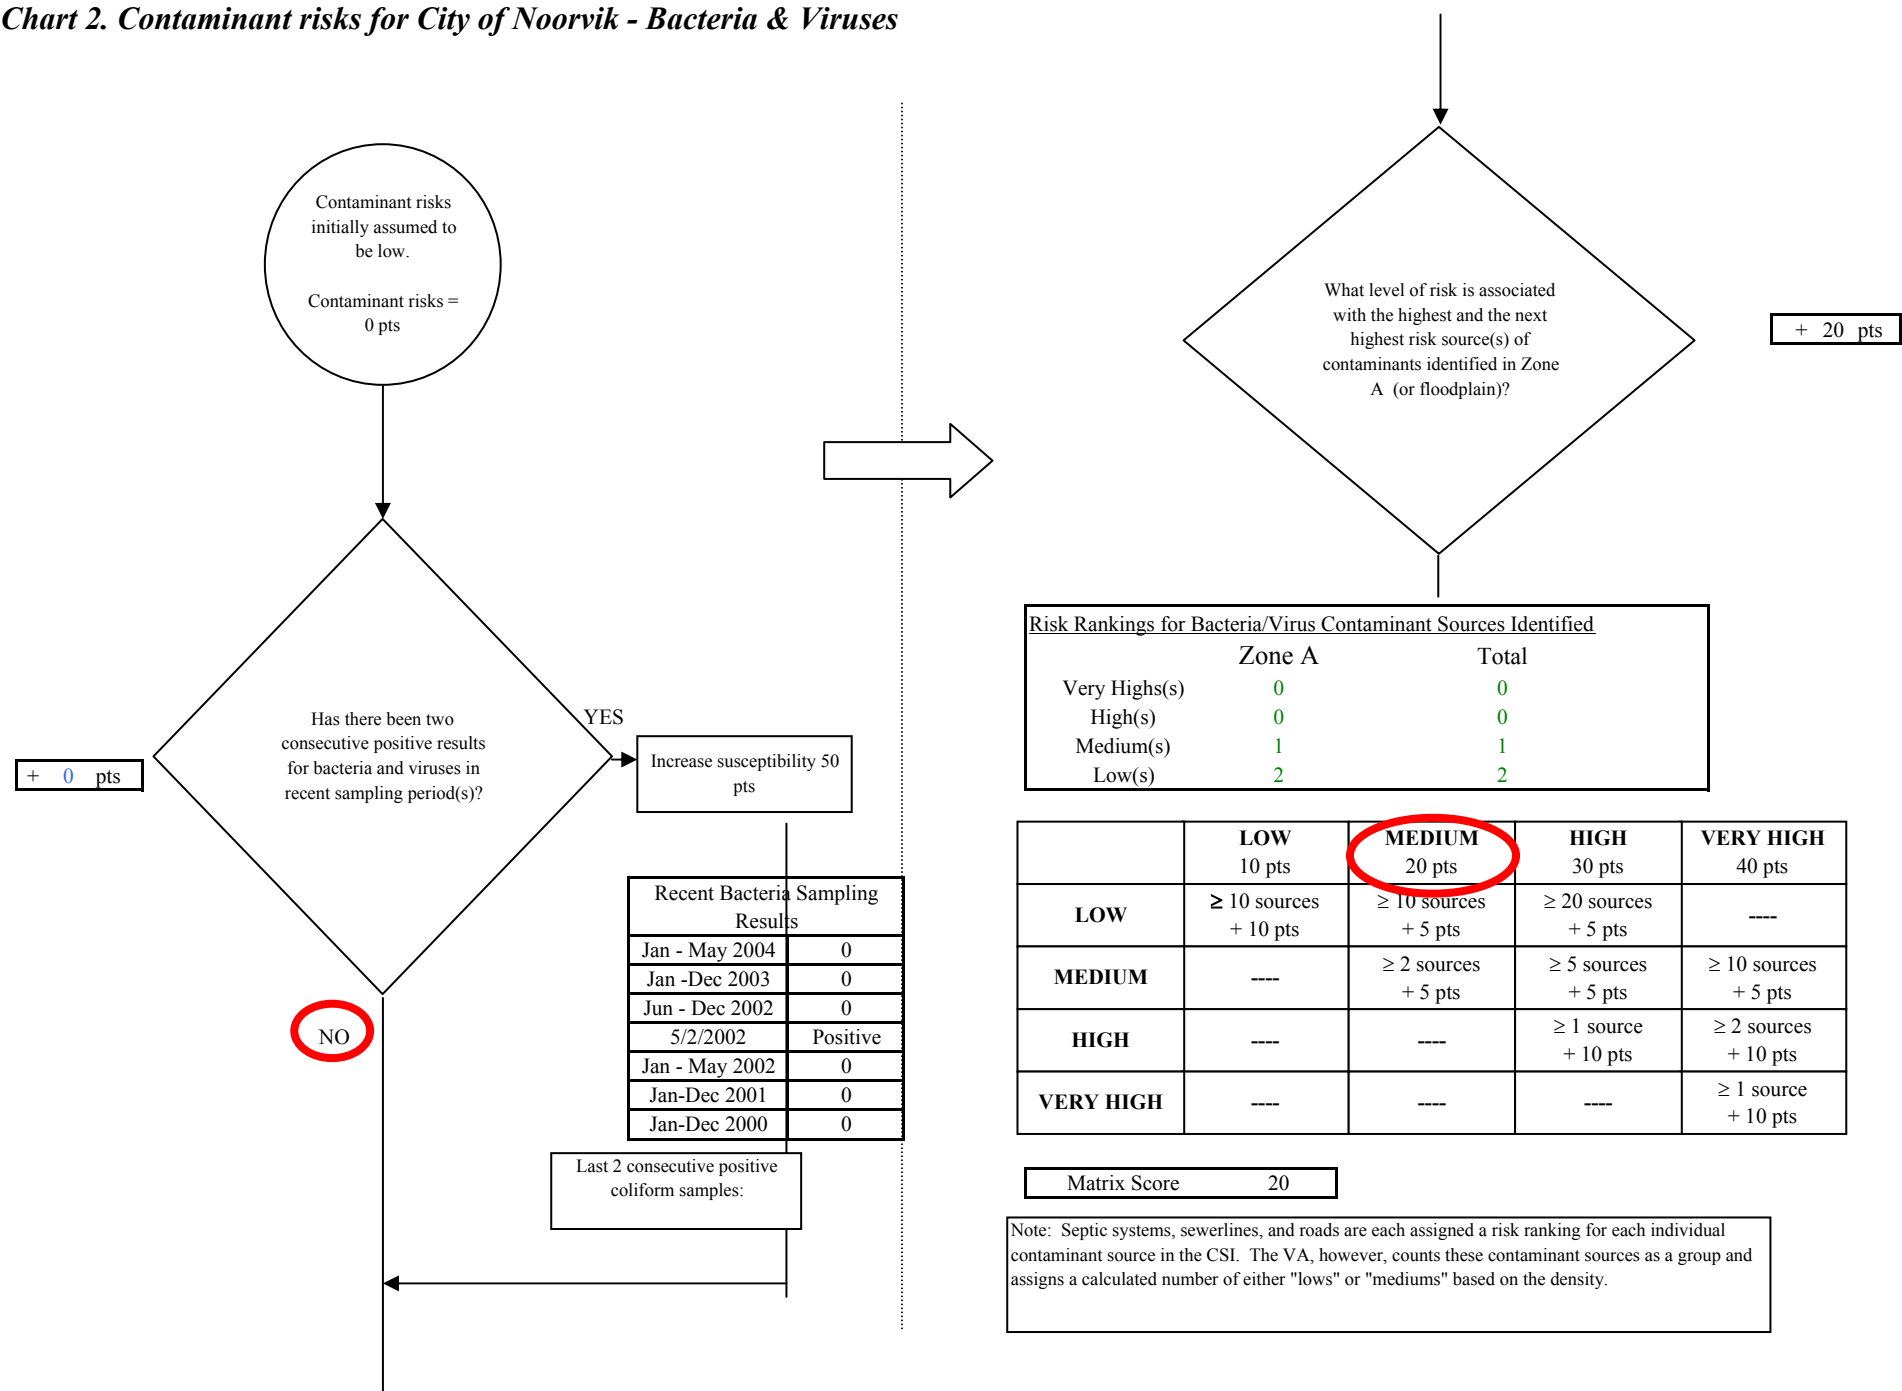 Chart 2. Contaminant risks for City of Noorvik - Bacteria & Viruses
Contaminant risks
initially assumed to
be low.
Contaminant risks =
0 pts
Has there been two
consecutive positive results
for bacteria and viruses in
recent sampling period(s)?
+ 0 pts
YES
Increase susceptibility 50
pts
NO
Recent Bacteria Sampling
Results
Jan - May 2004 0
Jan -Dec 2003 0
Jun - Dec 2002 0
5/2/2002 Positive
Jan - May 2002 0
Jan-Dec 2001 0
Jan-Dec 2000 0
Last 2 consecutive positive
coliform samples:
What level of risk is associated
with the highest and the next
highest risk source(s) of
contaminants identified in Zone
A (or floodplain)?
+ 20 pts
Risk Rankings for Bacteria/Virus Contaminant Sources Identified
Zone A Total
Very Highs(s) 0 0
High(s) 0 0
Medium(s) 1 1
Low(s) 2 2
LOW MEDIUM HIGH VERY HIGH
10 pts 20 pts 30 pts 40 pts
LOW ≥ 10 sources ≥ 10 sources ≥ 20 sources ----
+ 10 pts + 5 pts + 5 pts
MEDIUM ---- ≥ 2 sources ≥ 5 sources ≥ 10 sources
+ 5 pts + 5 pts + 5 pts
HIGH ---- ---- ≥ 1 source ≥ 2 sources
+ 10 pts + 10 pts
VERY HIGH ---- ---- ---- ≥ 1 source
+ 10 pts
Matrix Score 20
Note: Septic systems, sewerlines, and roads are each assigned a risk ranking for each individual
contaminant source in the CSI. The VA, however, counts these contaminant sources as a group and
assigns a calculated number of either "lows" or "mediums" based on the density.